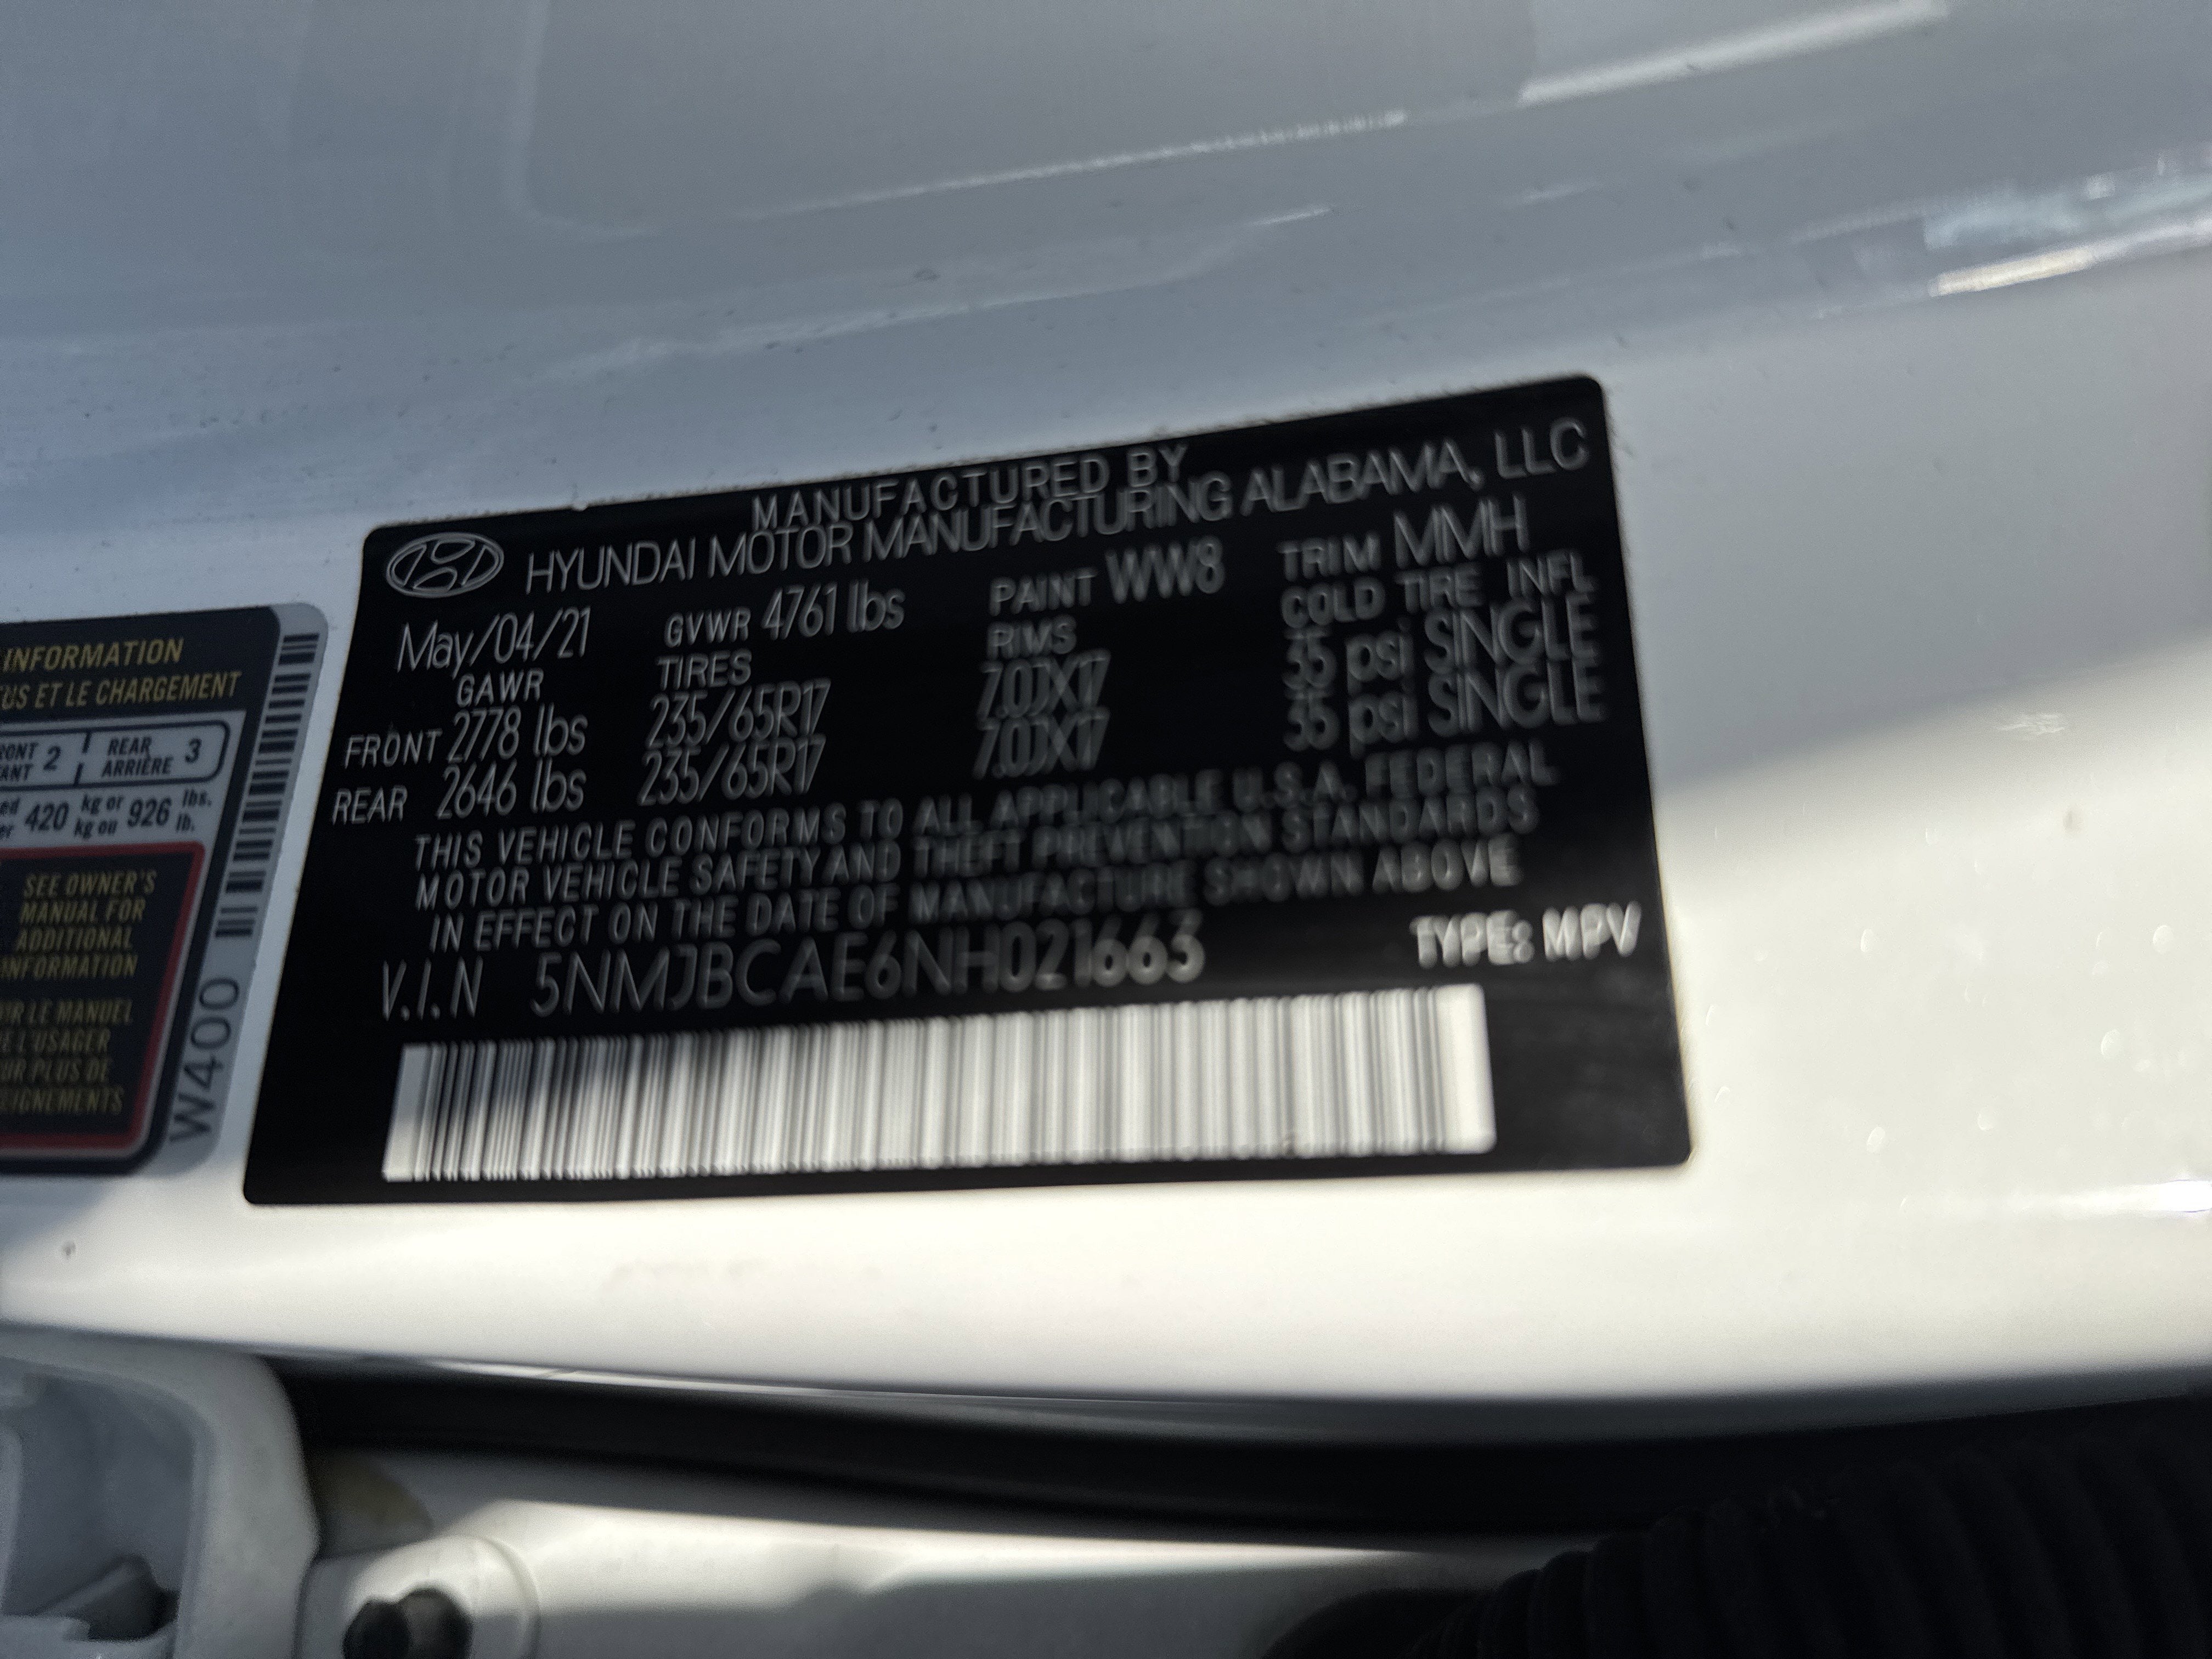 MANUFACTURED BY
HYUNDAI MOTOR MANUFACTURING ALABAMA, LLC
May/04/21 GVWR 4761 lbs PAINT WW8 TRIM MMH
GAWR TIRES RIMS COLD TIRE INFL
FRONT 2778 lbs 235/65R17 7.0JX17 35 psi SINGLE
REAR 2646 lbs 235/65R17 7.0JX17 35 psi SINGLE
THIS VEHICLE CONFORMS TO ALL APPLICABLE U.S.A. FEDERAL
MOTOR VEHICLE SAFETY AND THEFT PREVENTION STANDARDS
IN EFFECT ON THE DATE OF MANUFACTURE SHOWN ABOVE
V.I.N 5NMJBCAE6NH021663 TYPE: MPV
INFORMATION
ET LE CHARGEMENT
2 REAR 3
ARRIÈRE
420 kg or 926 lbs.
kg ou lb.
SEE OWNER'S
MANUAL FOR
ADDITIONAL
INFORMATION
LE MANUEL
L'USAGER
PLUS DE
W400